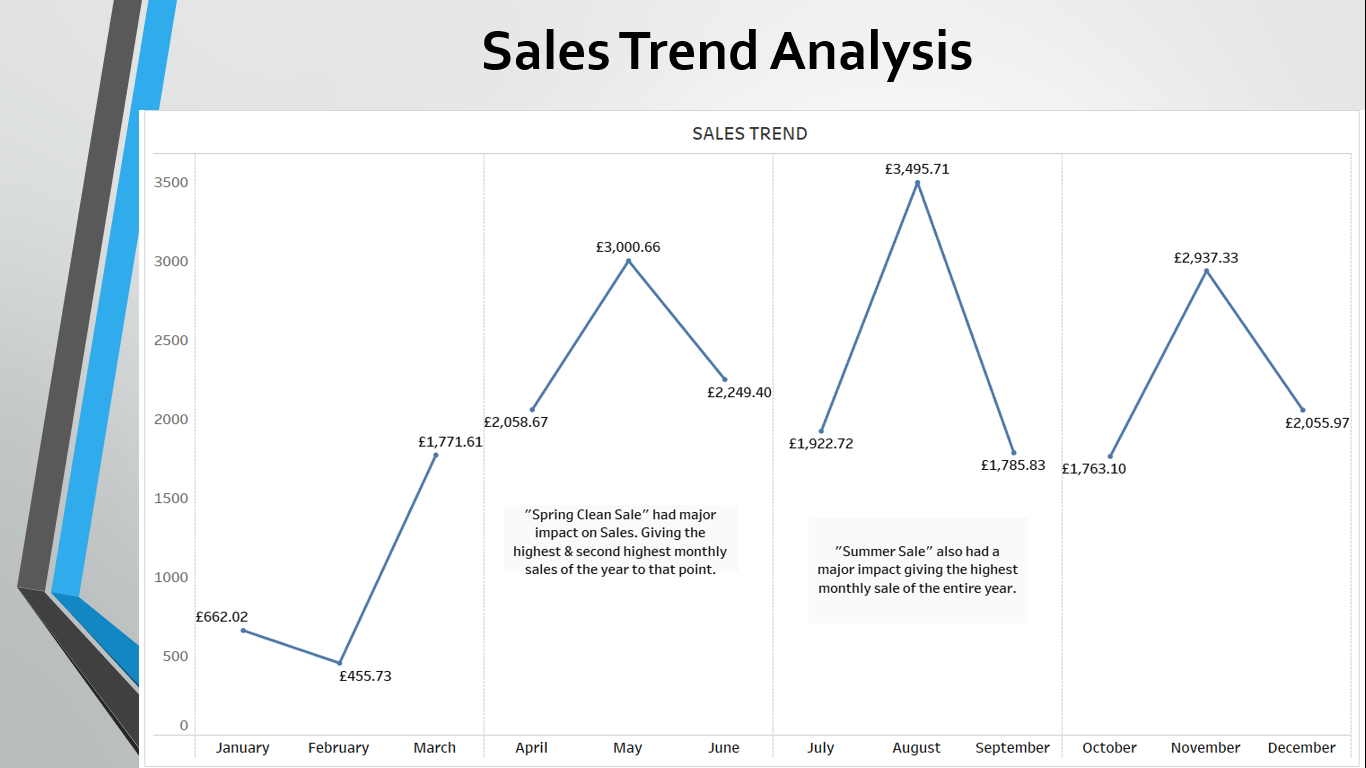 Sales Trend Analysis
SALES TREND
3500
3000
2500
2000
1500
1000
500
0
£662.02
£455.73
£1,771.61
£2,058.67
£3,000.66
£2,249.40
£1,922.72
£3,495.71
£1,785.83
£1,763.10
£2,937.33
£2,055.97
”Spring Clean Sale” had major
impact on Sales. Giving the
highest & second highest monthly
sales of the year to that point.
”Summer Sale” also had a
major impact giving the highest
monthly sale of the entire year.
January February March April May June July August September October November December